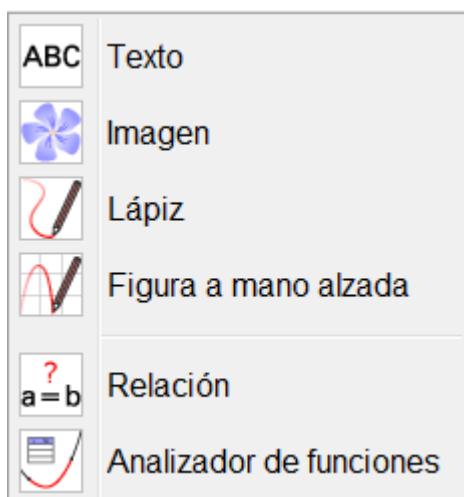 ABC Texto
Imagen
Lápiz
Figura a mano alzada
?
a=b Relación
Analizador de funciones